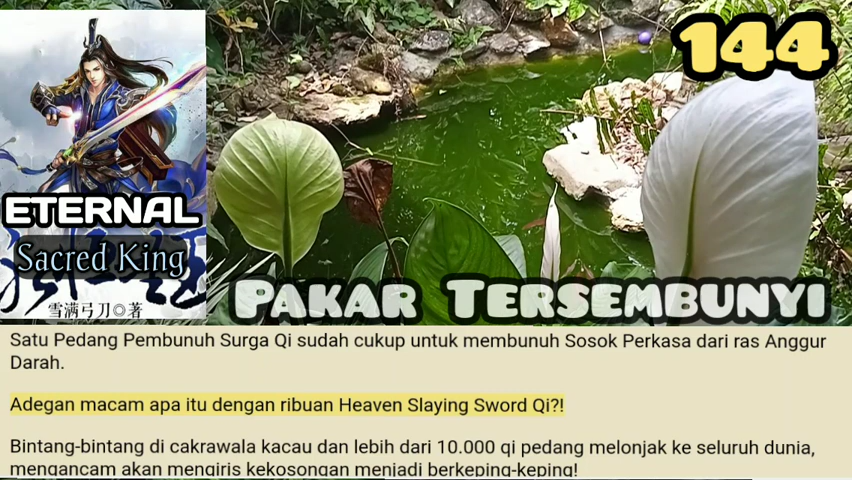 144
ETERNAL
Sacred King
雪满弓刀◎著
PAKAR TERSEMBUNYI
Satu Pedang Pembunuh Surga Qi sudah cukup untuk membunuh Sosok Perkasa dari ras Anggur
Darah.
Adegan macam apa itu dengan ribuan Heaven Slaying Sword Qi?!
Bintang-bintang di cakrawala kacau dan lebih dari 10.000 qi pedang melonjak ke seluruh dunia,
mengancam akan mengiris kekosongan menjadi berkeping-keping!